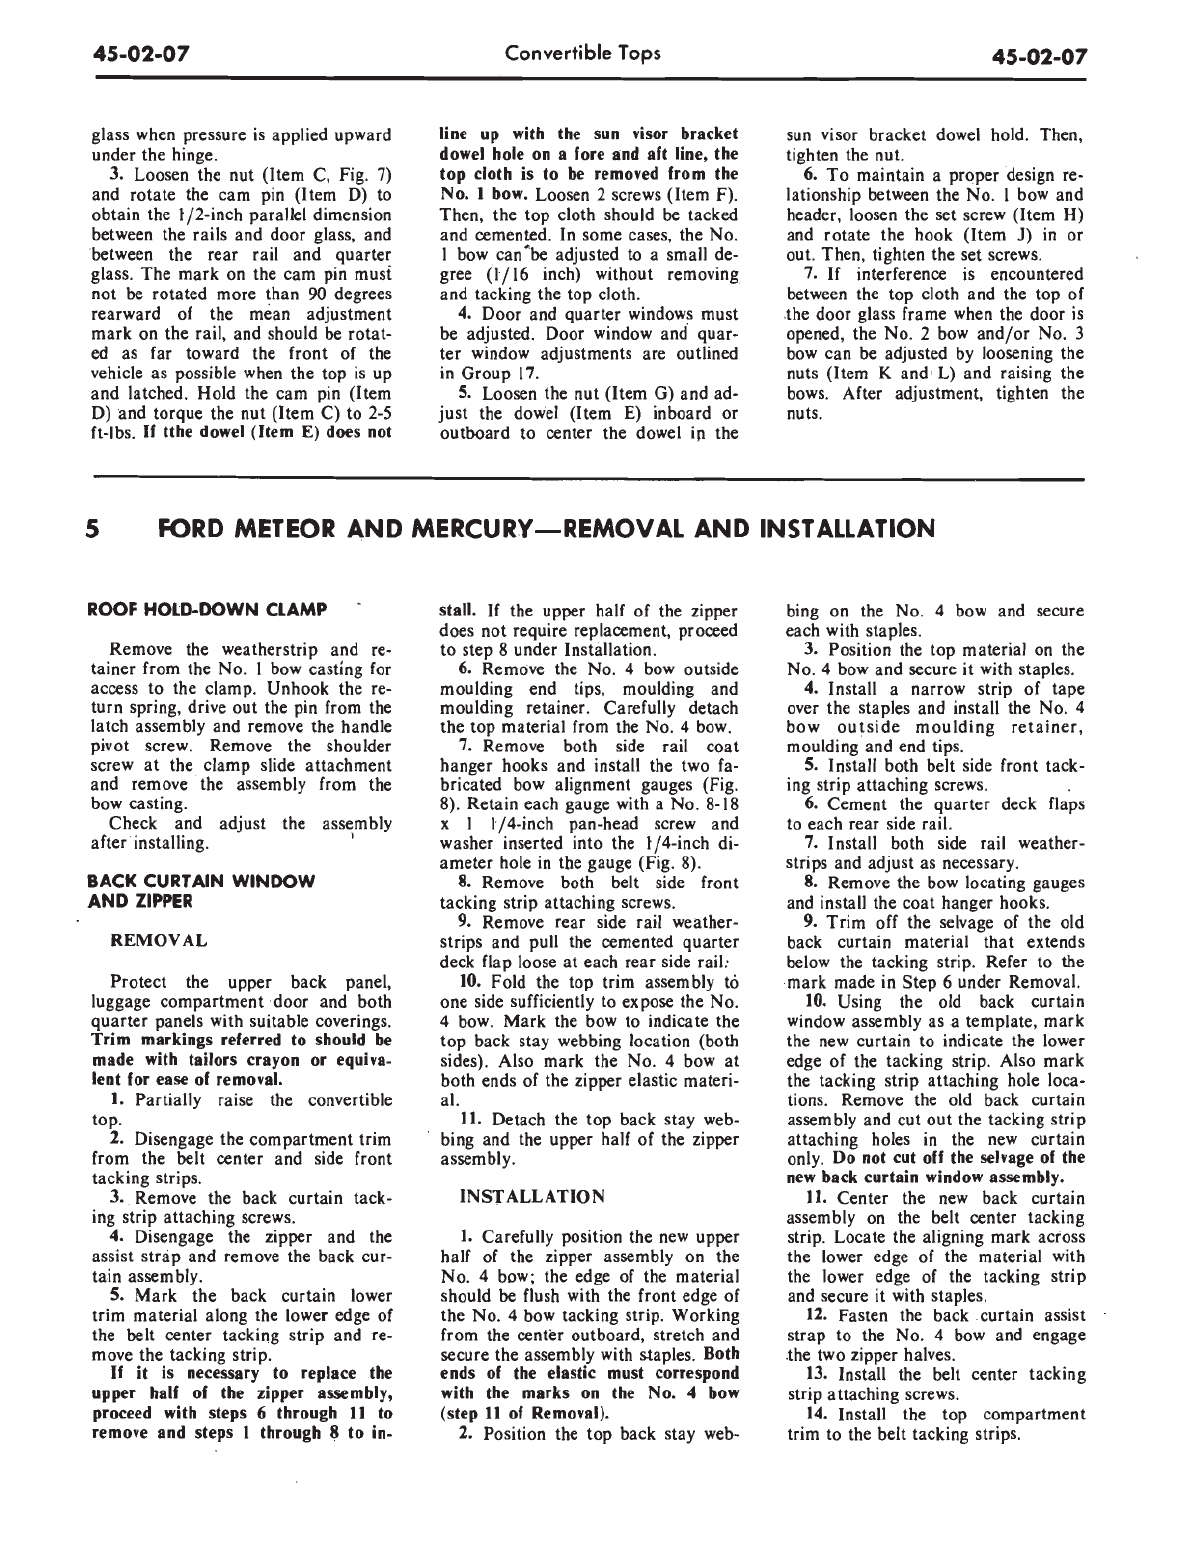 45-02-07
Convertible Tops
45-02-07
glass when pressure is applied upward
under the hinge.
3. Loosen the nut (Item C, Fig. 7)
and rotate the cam pin (Item D) to
obtain the 1/2-inch parallel dimension
between the rails and door glass, and
between the rear rail and quarter
glass. The mark on the cam pin must
not be rotated more than 90 degrees
rearward of the mean adjustment
mark on the rail, and should be rotat-
ed as far toward the front of the
vehicle as possible when the top is up
and latched. Hold the cam pin (Item
D) and torque the nut (Item C) to 2-5
ft-lbs. If tthe dowel (Item E) does not
line up with the sun visor bracket
dowel hole on a fore and aft line, the
top cloth is to be removed from the
No. 1 bow. Loosen 2 screws (Item F).
Then, the top cloth should be tacked
and cemented. In some cases, the No.
1 bow can be adjusted to a small de-
gree (1/16 inch) without removing
and tacking the top cloth.
4. Door and quarter windows must
be adjusted. Door window and quar-
ter window adjustments are outlined
in Group 17.
5. Loosen the nut (Item G) and ad-
just the dowel (Item E) inboard or
outboard to center the dowel in the
sun visor bracket dowel hold. Then,
tighten the nut.
6. To maintain a proper design re-
lationship between the No. 1 bow and
header, loosen the set screw (Item H)
and rotate the hook (Item J) in or
out. Then, tighten the set screws.
7. If interference is encountered
between the top cloth and the top of
the door glass frame when the door is
opened, the No. 2 bow and/or No. 3
bow can be adjusted by loosening the
nuts (Item K and L) and raising the
bows. After adjustment, tighten the
nuts.
5 FORD METEOR AND MERCURY—REMOVAL AND INSTALLATION
ROOF HOLD-DOWN CLAMP
Remove the weatherstrip and re-
tainer from the No. 1 bow casting for
access to the clamp. Unhook the re-
turn spring, drive out the pin from the
latch assembly and remove the handle
pivot screw. Remove the shoulder
screw at the clamp slide attachment
and remove the assembly from the
bow casting.
Check and adjust the assembly
after installing.
BACK CURTAIN WINDOW
AND ZIPPER
REMOVAL
Protect the upper back panel,
luggage compartment door and both
quarter panels with suitable coverings.
Trim markings referred to should be
made with tailors crayon or equiva-
lent for ease of removal.
1. Partially raise the convertible
top.
2. Disengage the compartment trim
from the belt center and side front
tacking strips.
3. Remove the back curtain tack-
ing strip attaching screws.
4. Disengage the zipper and the
assist strap and remove the back cur-
tain assembly.
5. Mark the back curtain lower
trim material along the lower edge of
the belt center tacking strip and re-
move the tacking strip.
If it is necessary to replace the
upper half of the zipper assembly,
proceed with steps 6 through 11 to
remove and steps 1 through 8 to in-
stall. If the upper half of the zipper
does not require replacement, proceed
to step 8 under Installation.
6. Remove the No. 4 bow outside
moulding end tips, moulding and
moulding retainer. Carefully detach
the top material from the No. 4 bow.
7. Remove both side rail coat
hanger hooks and install the two fa-
bricated bow alignment gauges (Fig.
8). Retain each gauge with a No. 8-18
x 1 1/4-inch pan-head screw and
washer inserted into the 1/4-inch di-
ameter hole in the gauge (Fig. 8).
8. Remove both belt side front
tacking strip attaching screws.
9. Remove rear side rail weather-
strips and pull the cemented quarter
deck flap loose at each rear side rail.
10. Fold the top trim assembly to
one side sufficiently to expose the No.
4 bow. Mark the bow to indicate the
top back stay webbing location (both
sides). Also mark the No. 4 bow at
both ends of the zipper elastic materi-
al.
11. Detach the top back stay web-
bing and the upper half of the zipper
assembly.
INSTALLATION
1. Carefully position the new upper
half of the zipper assembly on the
No. 4 bow; the edge of the material
should be flush with the front edge of
the No. 4 bow tacking strip. Working
from the center outboard, stretch and
secure the assembly with staples. Both
ends of the elastic must correspond
with the marks on the No. 4 bow
(step 11 of Removal).
2. Position the top back stay web-
bing on the No. 4 bow and secure
each with staples.
3. Position the top material on the
No. 4 bow and secure it with staples.
4. Install a narrow strip of tape
over the staples and install the No. 4
bow outside moulding retainer,
moulding and end tips.
5. Install both belt side front tack-
ing strip attaching screws.
6. Cement the quarter deck flaps
to each rear side rail.
7. Install both side rail weather-
strips and adjust as necessary.
8. Remove the bow locating gauges
and install the coat hanger hooks.
9. Trim off the selvage of the old
back curtain material that extends
below the tacking strip. Refer to the
mark made in Step 6 under Removal.
10. Using the old back curtain
window assembly as a template, mark
the new curtain to indicate the lower
edge of the tacking strip. Also mark
the tacking strip attaching hole loca-
tions. Remove the old back curtain
assembly and cut out the tacking strip
attaching holes in the new curtain
only. Do not cut off the selvage of the
new back curtain window assembly.
11. Center the new back curtain
assembly on the belt center tacking
strip. Locate the aligning mark across
the lower edge of the material with
the lower edge of the tacking strip
and secure it with staples.
12. Fasten the back curtain assist
strap to the No. 4 bow and engage
the two zipper halves.
13. Install the belt center tacking
strip attaching screws.
14. Install the top compartment
trim to the belt tacking strips.